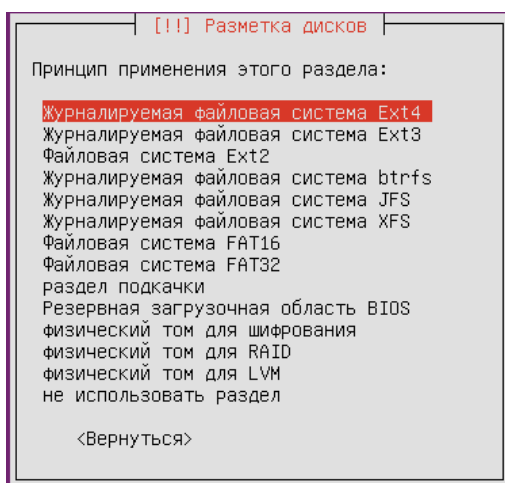 [!!] Разметка дисков
Принцип применения этого раздела:
Журналируемая файловая система Ext4
Журналируемая файловая система Ext3
Файловая система Ext2
Журналируемая файловая система btrfs
Журналируемая файловая система JFS
Журналируемая файловая система XFS
Файловая система FAT16
Файловая система FAT32
раздел подкачки
Резервная загрузочная область BIOS
физический том для шифрования
физический том для RAID
физический том для LVM
не использовать раздел
<Вернуться>